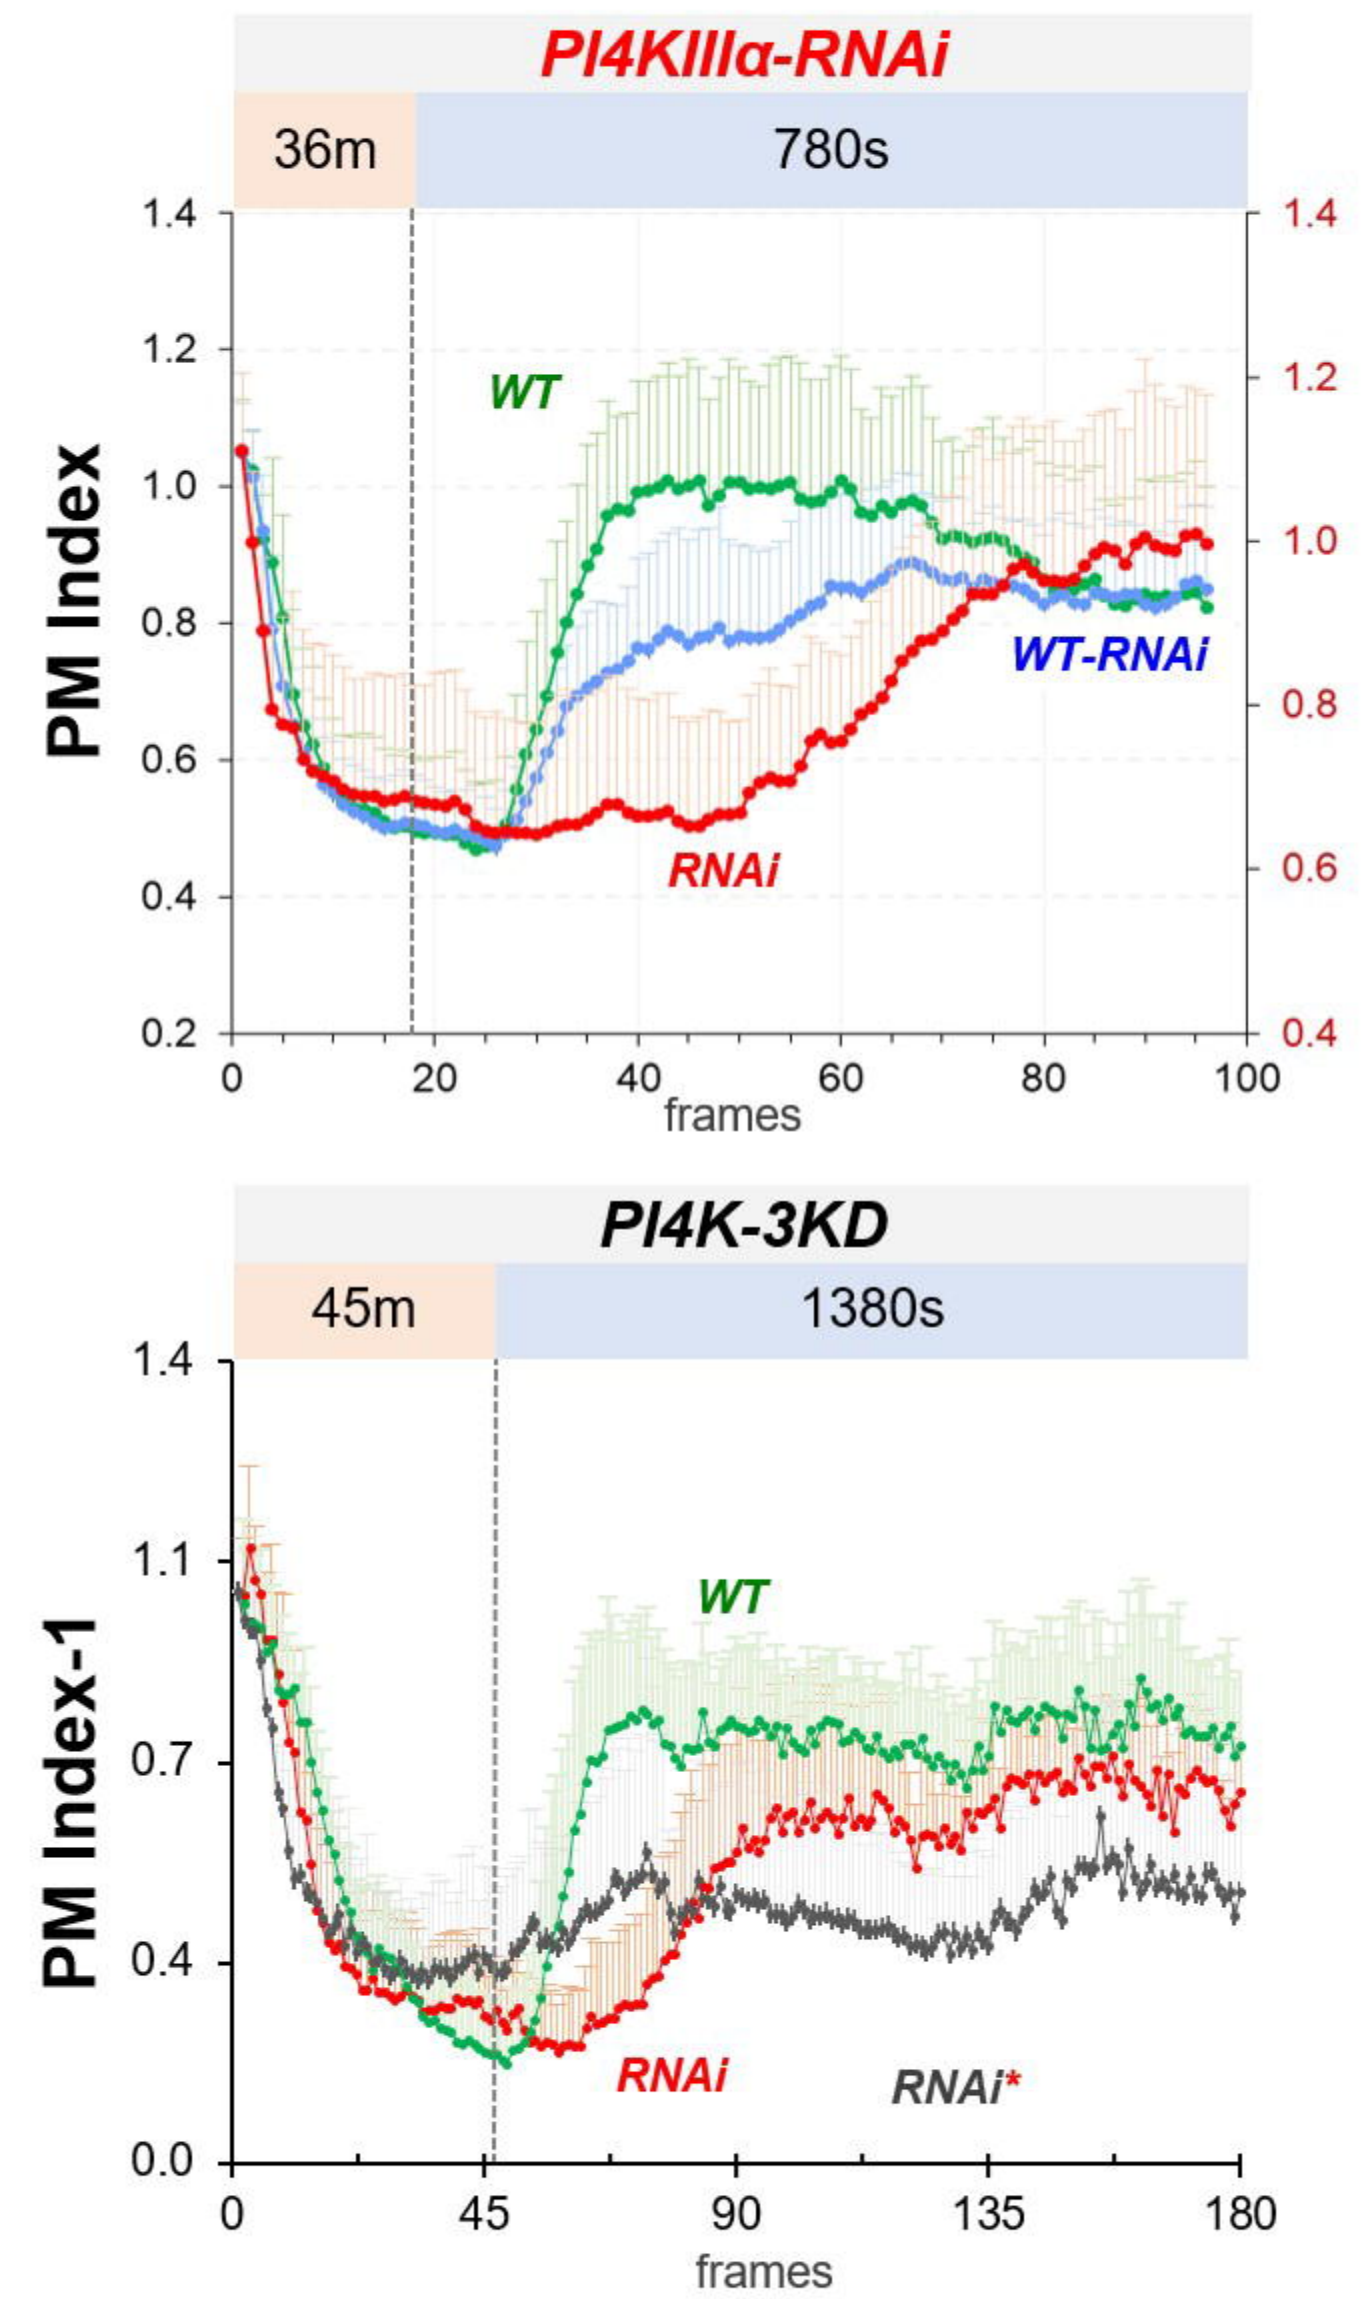 PI4KIIIα-RNAi
36m 780s
1.4 1.4
1.2 1.2
WT
1.0 1.0
PM Index
0.8 0.8
WT-RNAi
0.6 0.6
RNAi
0.4
0.2 0.4
0 20 40 60 80 100
frames
PI4K-3KD
45m 1380s
1.4
1.1
WT
0.7
PM Index-1
0.4
RNAi RNAi*
0.0
0 45 90 135 180
frames